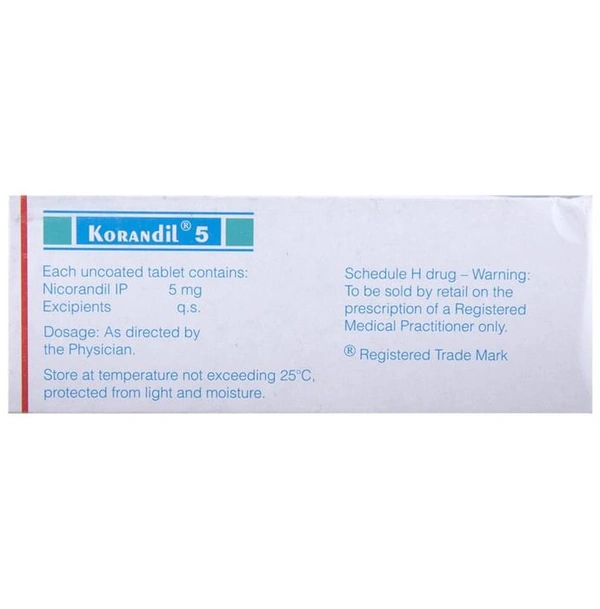 Korandil® 5
Each uncoated tablet contains:
Nicorandil IP 5 mg
Excipients q.s.
Dosage: As directed by
the Physician.
Store at temperature not exceeding 25°C,
protected from light and moisture.
Schedule H drug – Warning:
To be sold by retail on the
prescription of a Registered
Medical Practitioner only.
® Registered Trade Mark